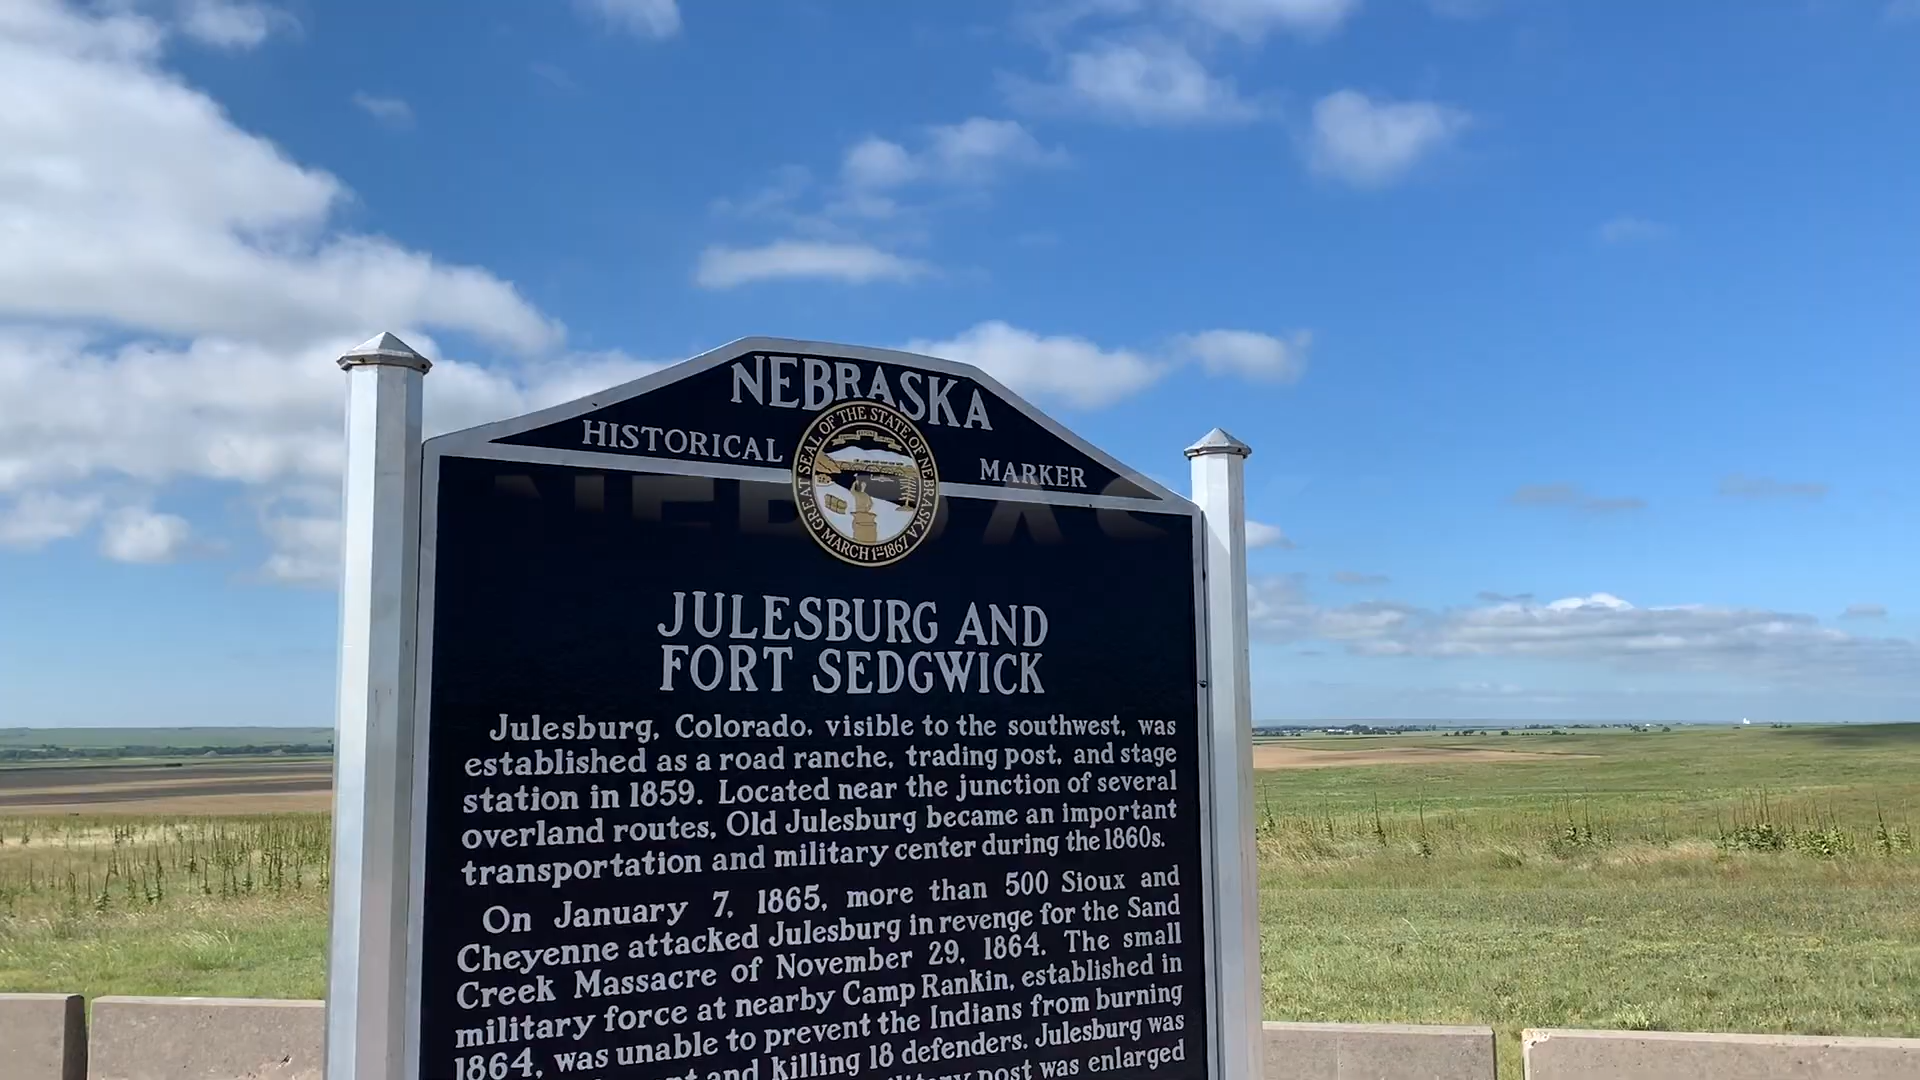 NEBRASKA
HISTORICAL MARKER
GREAT SEAL OF THE STATE OF NEBRASKA
MARCH 1ST 1867
JULESBURG AND
FORT SEDGWICK
Julesburg, Colorado, visible to the southwest, was
established as a road ranche, trading post, and stage
station in 1859. Located near the junction of several
overland routes, Old Julesburg became an important
transportation and military center during the 1860s.
On January 7, 1865, more than 500 Sioux and
Cheyenne attacked Julesburg in revenge for the Sand
Creek Massacre of November 29, 1864. The small
military force at nearby Camp Rankin, established in
1864, was unable to prevent the Indians from burning
and killing 18 defenders. Julesburg was
post was enlarged